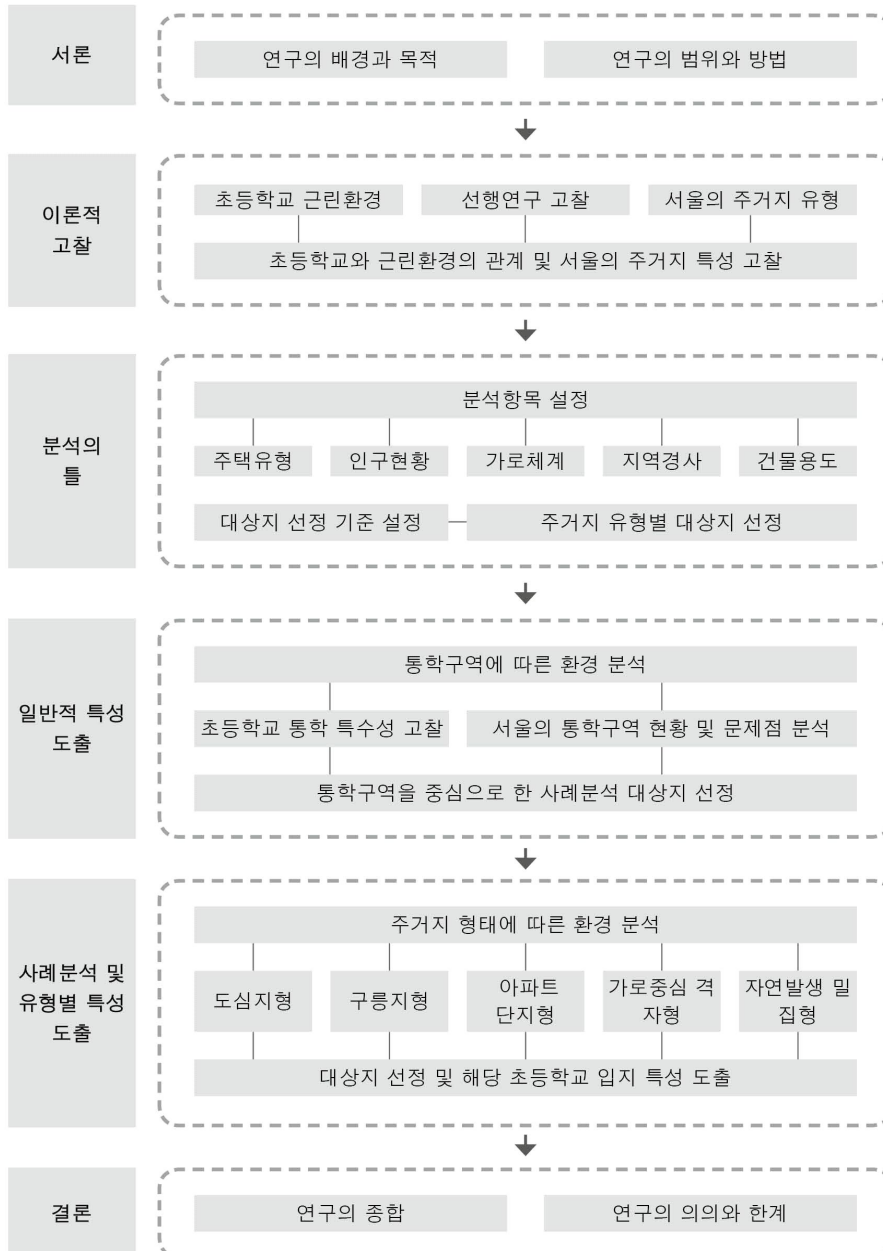 서론
연구의 배경과 목적
연구의 범위와 방법
이론적
고찰
초등학교 근린환경
선행연구 고찰
서울의 주거지 유형
초등학교와 근린환경의 관계 및 서울의 주거지 특성 고찰
분석의
틀
분석항목 설정
주택유형
인구현황
가로체계
지역경사
건물용도
대상지 선정 기준 설정
주거지 유형별 대상지 선정
일반적 특성
도출
통학구역에 따른 환경 분석
초등학교 통학 특수성 고찰
서울의 통학구역 현황 및 문제점 분석
통학구역을 중심으로 한 사례분석 대상지 선정
사례분석 및
유형별 특성
도출
주거지 형태에 따른 환경 분석
도심지형
구릉지형
아파트
단지형
가로중심 격
자형
자연발생 밀
집형
대상지 선정 및 해당 초등학교 입지 특성 도출
결론
연구의 종합
연구의 의의와 한계